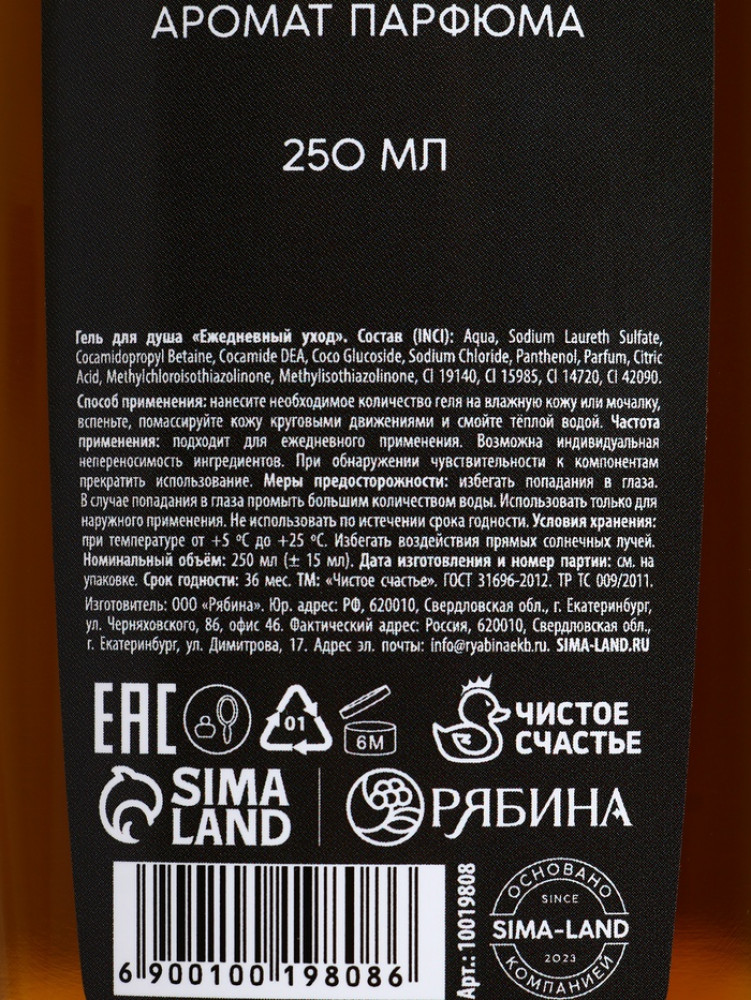 АРОМАТ ПАРФЮМА
250 МЛ
Гель для душа «Ежедневный уход». Состав (INCI): Aqua, Sodium Laureth Sulfate,
Cocamidopropyl Betaine, Cocamide DEA, Coco Glucoside, Sodium Chloride, Panthenol, Parfum, Citric
Acid, Methylchloroisothiazolinone, Methylisothiazolinone, CI 19140, CI 15985, CI 14720, CI 42090.
Способ применения: нанесите необходимое количество геля на влажную кожу или мочалку,
вспеньте, помассируйте кожу круговыми движениями и смойте тёплой водой. Частота
применения: подходит для ежедневного применения. Возможна индивидуальная
непереносимость ингредиентов. При обнаружении чувствительности к компонентам
прекратить использование. Меры предосторожности: избегать попадания в глаза.
В случае попадания в глаза промыть большим количеством воды. Использовать только для
наружного применения. Не использовать по истечении срока годности. Условия хранения:
при температуре от +5 ºС до +25 ºС. Избегать воздействия прямых солнечных лучей.
Номинальный объём: 250 мл (± 15 мл). Дата изготовления и номер партии: см. на
упаковке. Срок годности: 36 мес. ТМ: «Чистое счастье». ГОСТ 31696-2012. ТР ТС 009/2011.
Изготовитель: ООО «Рябина». Юр. адрес: РФ, 620010, Свердловская обл., г. Екатеринбург,
ул. Черняховского, 86, офис 46. Фактический адрес: Россия, 620010, Свердловская обл.,
г. Екатеринбург, ул. Димитрова, 17. Адрес эл. почты: info@ryabinaekb.ru. SIMA-LAND.RU
ЕАС
01
6М
ЧИСТОЕ
СЧАСТЬЕ
SIMA
LAND
РЯБИНА
6 900100 198086
Арт.: 10019808
ОСНОВАНО
SINCE
SIMA-LAND
2023
КОМПАНИЕЙ